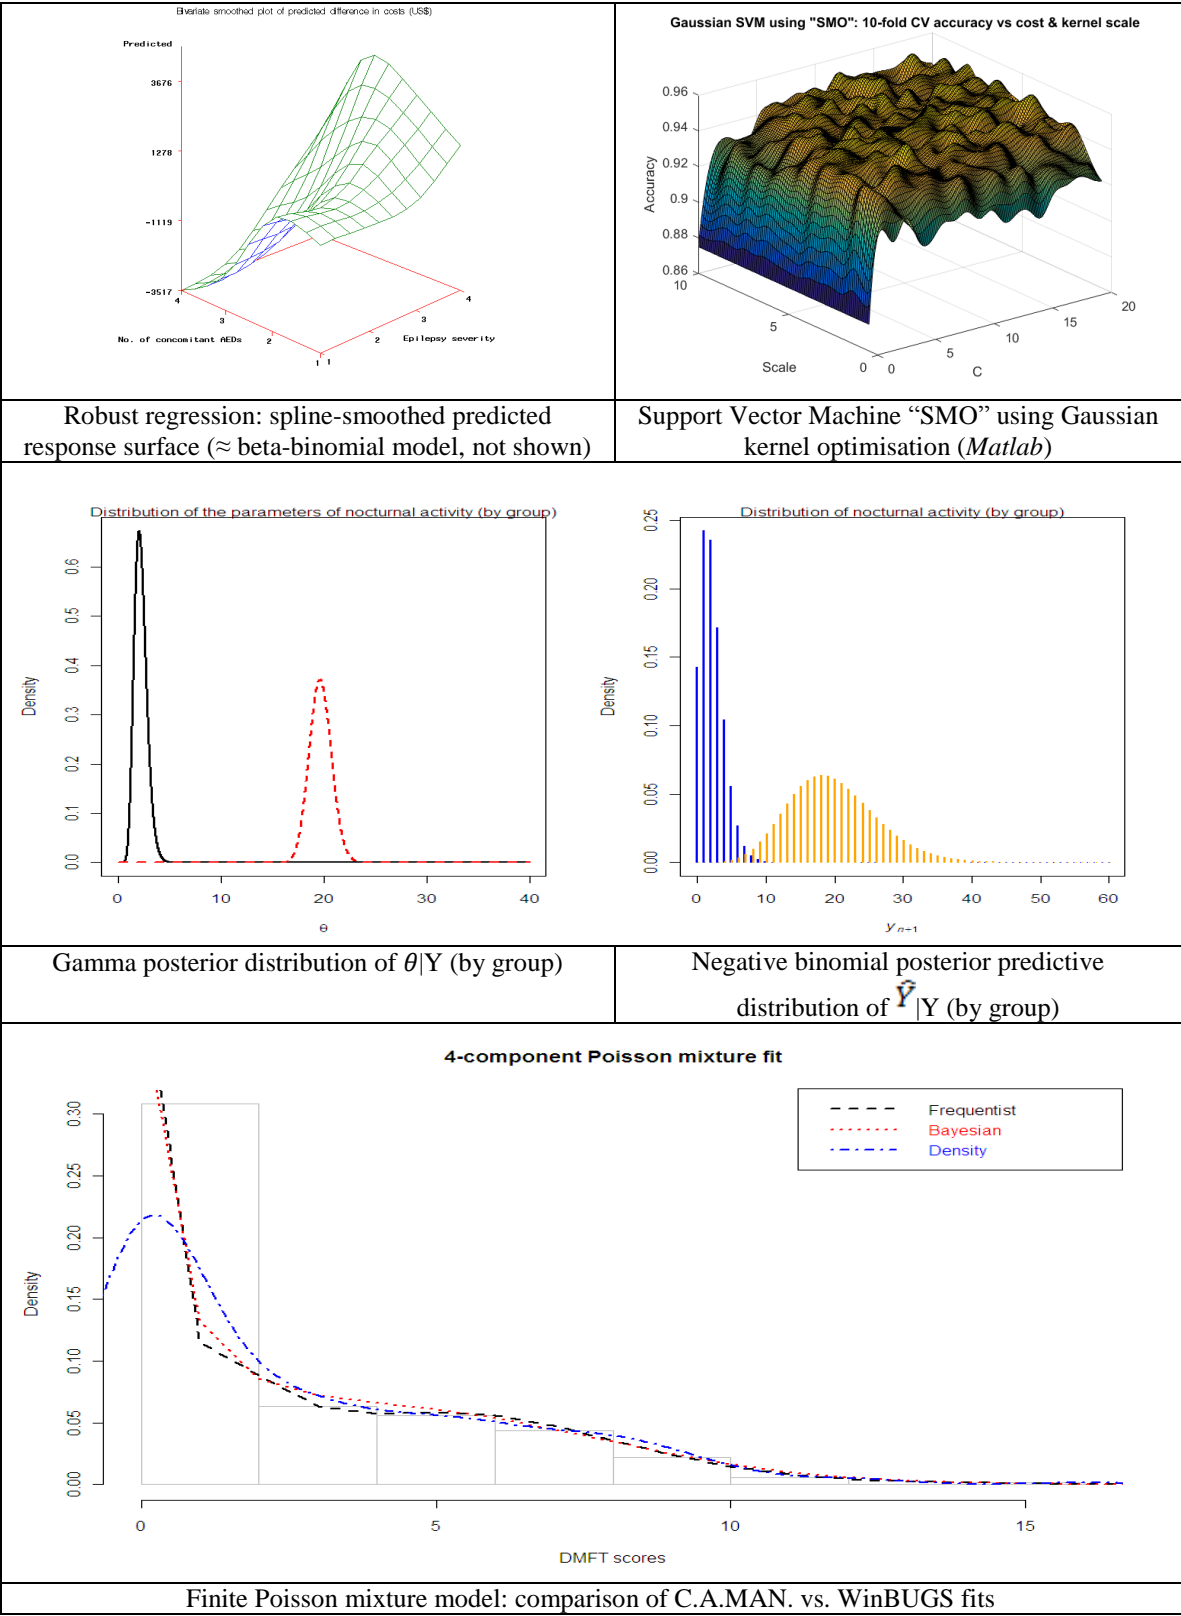 Bivariate smoothed plot of predicted difference in costs (US$)
Predicted
3676
1278
-1119
-3517
4
3
2
1
No. of concomitant AEDs
1
2
3
4
Epilepsy severity
Gaussian SVM using "SMO": 10-fold CV accuracy vs cost & kernel scale
0.96
0.94
0.92
0.9
0.88
0.86
Accuracy
10
5
0
Scale
0
5
10
15
20
C
Robust regression: spline-smoothed predicted
response surface (≈ beta-binomial model, not shown)
Support Vector Machine “SMO” using Gaussian
kernel optimisation (Matlab)
Distribution of the parameters of nocturnal activity (by group)
Density
0.6
0.5
0.4
0.3
0.2
0.1
0.0
0 10 20 30 40
θ
Distribution of nocturnal activity (by group)
Density
0.25
0.20
0.15
0.10
0.05
0.00
0 10 20 30 40 50 60
y n+1
Gamma posterior distribution of θ|Y (by group)
Negative binomial posterior predictive
distribution of Ŷ|Y (by group)
4-component Poisson mixture fit
Frequentist
Bayesian
Density
Density
0.30
0.25
0.20
0.15
0.10
0.05
0.00
0 5 10 15
DMFT scores
Finite Poisson mixture model: comparison of C.A.MAN. vs. WinBUGS fits